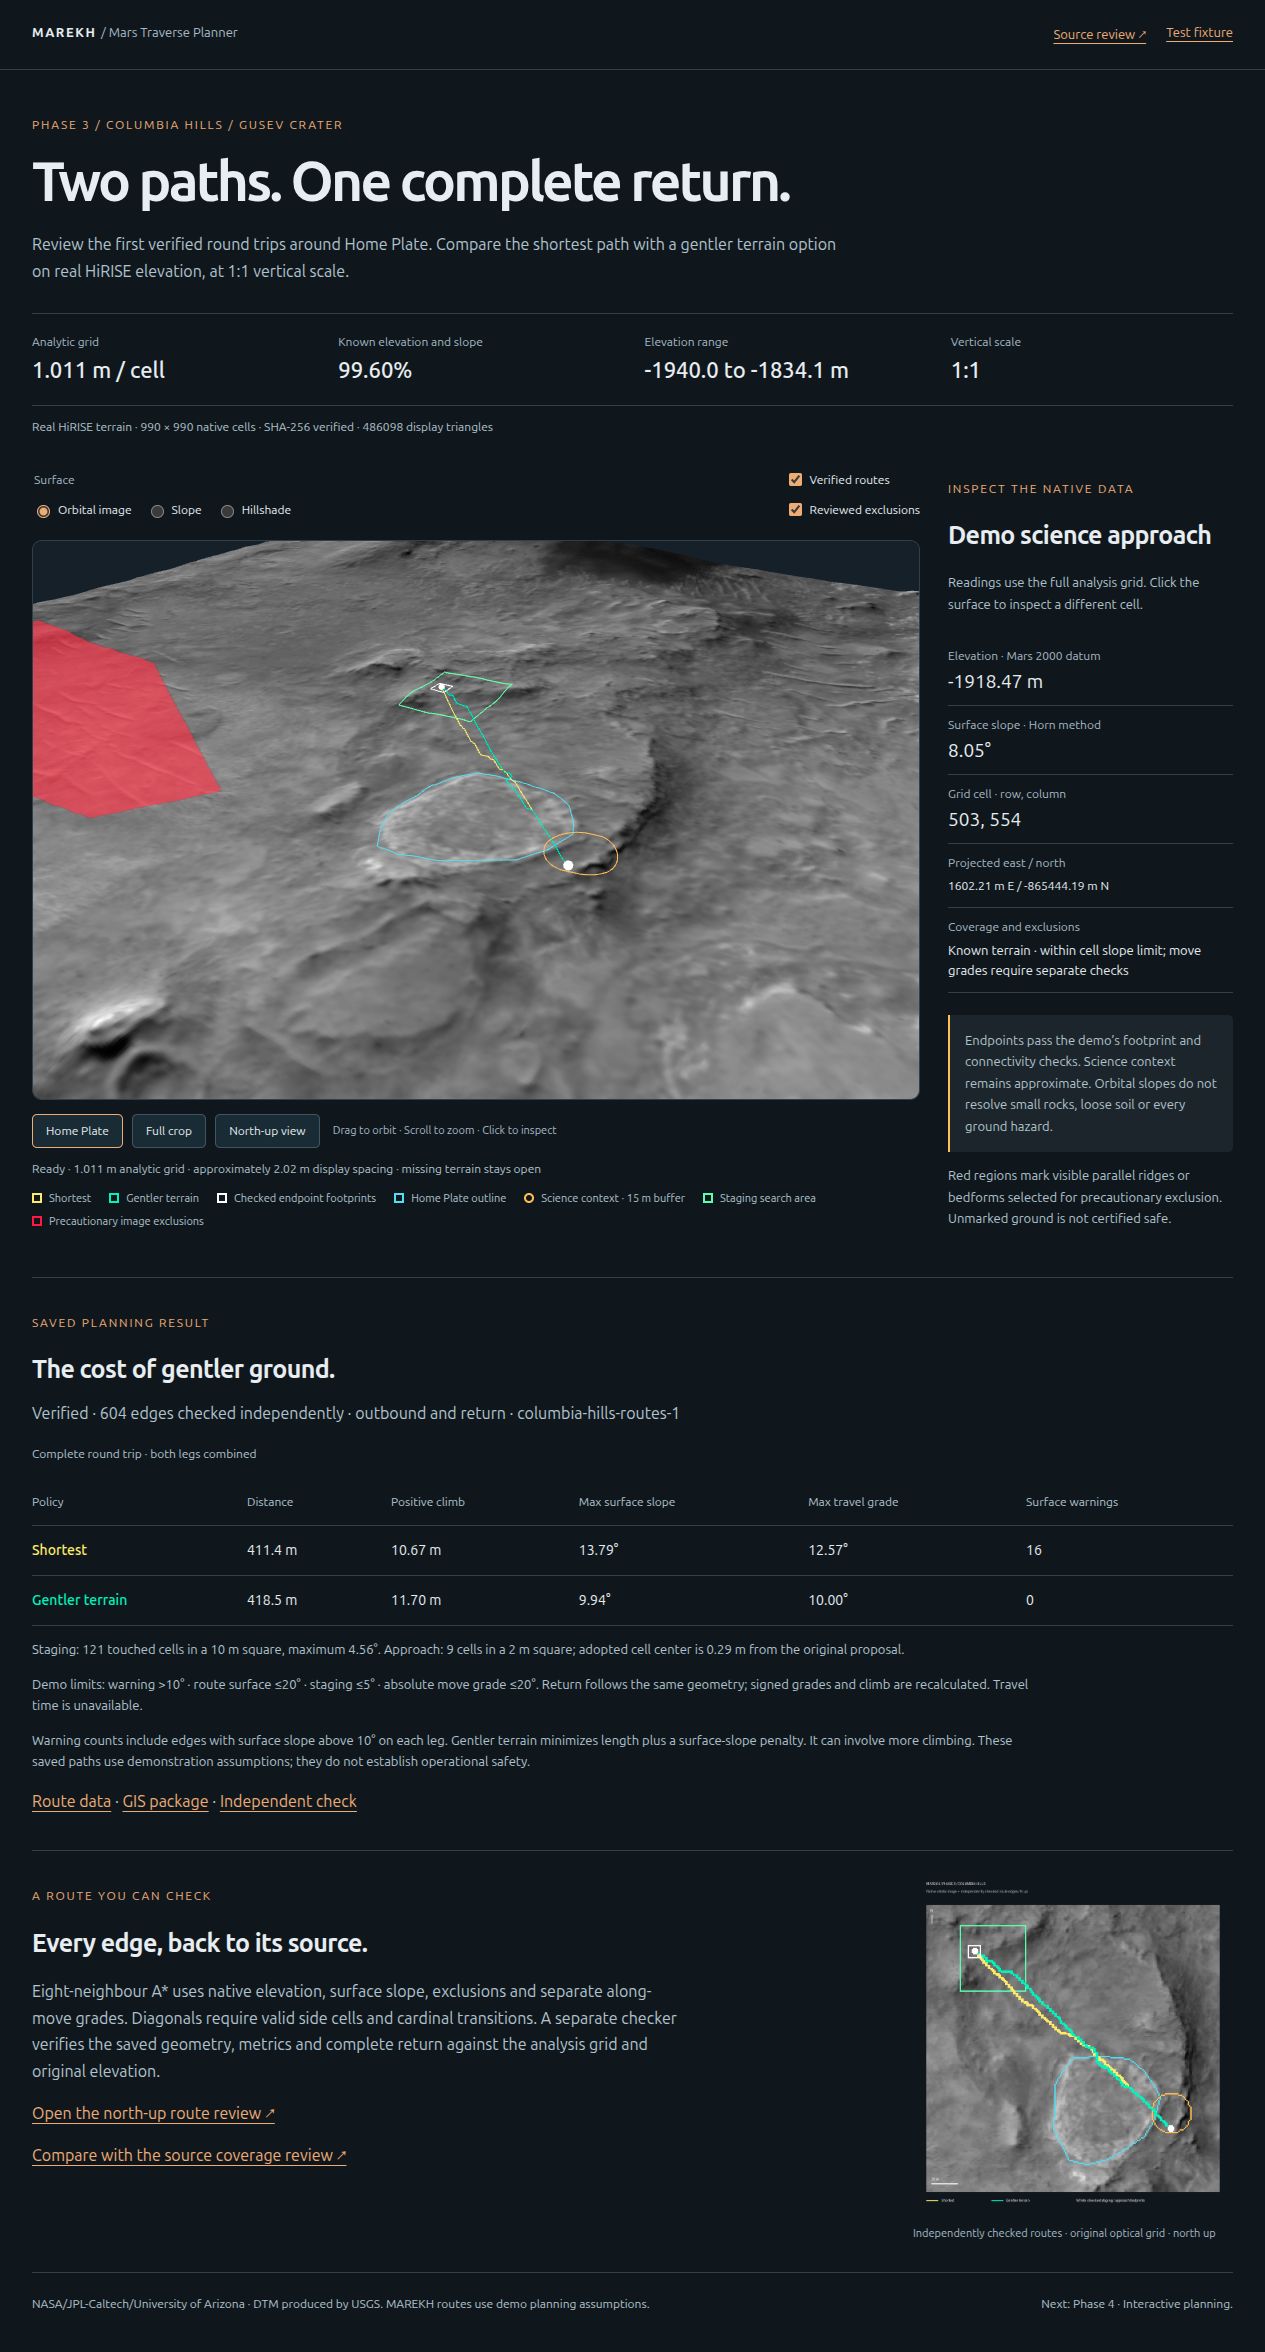 MAREKH / Mars Traverse Planner
Source review ↗
Test fixture
PHASE 3 / COLUMBIA HILLS / GUSEV CRATER
Two paths. One complete return.
Review the first verified round trips around Home Plate. Compare the shortest path with a gentler terrain option
on real HiRISE elevation, at 1:1 vertical scale.
Analytic grid
1.011 m / cell
Known elevation and slope
99.60%
Elevation range
-1940.0 to -1834.1 m
Vertical scale
1:1
Real HiRISE terrain · 990 × 990 native cells · SHA-256 verified · 486098 display triangles
Surface
Orbital image
Slope
Hillshade
Verified routes
Reviewed exclusions
INSPECT THE NATIVE DATA
Demo science approach
Readings use the full analysis grid. Click the
surface to inspect a different cell.
Elevation · Mars 2000 datum
-1918.47 m
Surface slope · Horn method
8.05°
Grid cell · row, column
503, 554
Projected east / north
1602.21 m E / -865444.19 m N
Coverage and exclusions
Known terrain · within cell slope limit; move
grades require separate checks
Endpoints pass the demo's footprint and
connectivity checks. Science context
remains approximate. Orbital slopes do not
resolve small rocks, loose soil or every
ground hazard.
Red regions mark visible parallel ridges or
bedforms selected for precautionary exclusion.
Unmarked ground is not certified safe.
Home Plate
Full crop
North-up view
Drag to orbit · Scroll to zoom · Click to inspect
Ready · 1.011 m analytic grid · approximately 2.02 m display spacing · missing terrain stays open
Shortest
Gentler terrain
Checked endpoint footprints
Home Plate outline
Science context · 15 m buffer
Staging search area
Precautionary image exclusions
SAVED PLANNING RESULT
The cost of gentler ground.
Verified · 604 edges checked independently · outbound and return · columbia-hills-routes-1
Complete round trip · both legs combined
Policy Distance Positive climb Max surface slope Max travel grade Surface warnings
Shortest 411.4 m 10.67 m 13.79° 12.57° 16
Gentler terrain 418.5 m 11.70 m 9.94° 10.00° 0
Staging: 121 touched cells in a 10 m square, maximum 4.56°. Approach: 9 cells in a 2 m square; adopted cell center is 0.29 m from the original proposal.
Demo limits: warning >10° · route surface ≤20° · staging ≤5° · absolute move grade ≤20°. Return follows the same geometry; signed grades and climb are recalculated. Travel
time is unavailable.
Warning counts include edges with surface slope above 10° on each leg. Gentler terrain minimizes length plus a surface-slope penalty. It can involve more climbing. These
saved paths use demonstration assumptions; they do not establish operational safety.
Route data · GIS package · Independent check
A ROUTE YOU CAN CHECK
Every edge, back to its source.
Eight-neighbour A* uses native elevation, surface slope, exclusions and separate along-
move grades. Diagonals require valid side cells and cardinal transitions. A separate checker
verifies the saved geometry, metrics and complete return against the analysis grid and
original elevation.
Open the north-up route review ↗
Compare with the source coverage review ↗
Shortest
Gentler terrain
Independently checked routes · original optical grid · north up
NASA/JPL-Caltech/University of Arizona · DTM produced by USGS. MAREKH routes use demo planning assumptions.
Next: Phase 4 · Interactive planning.